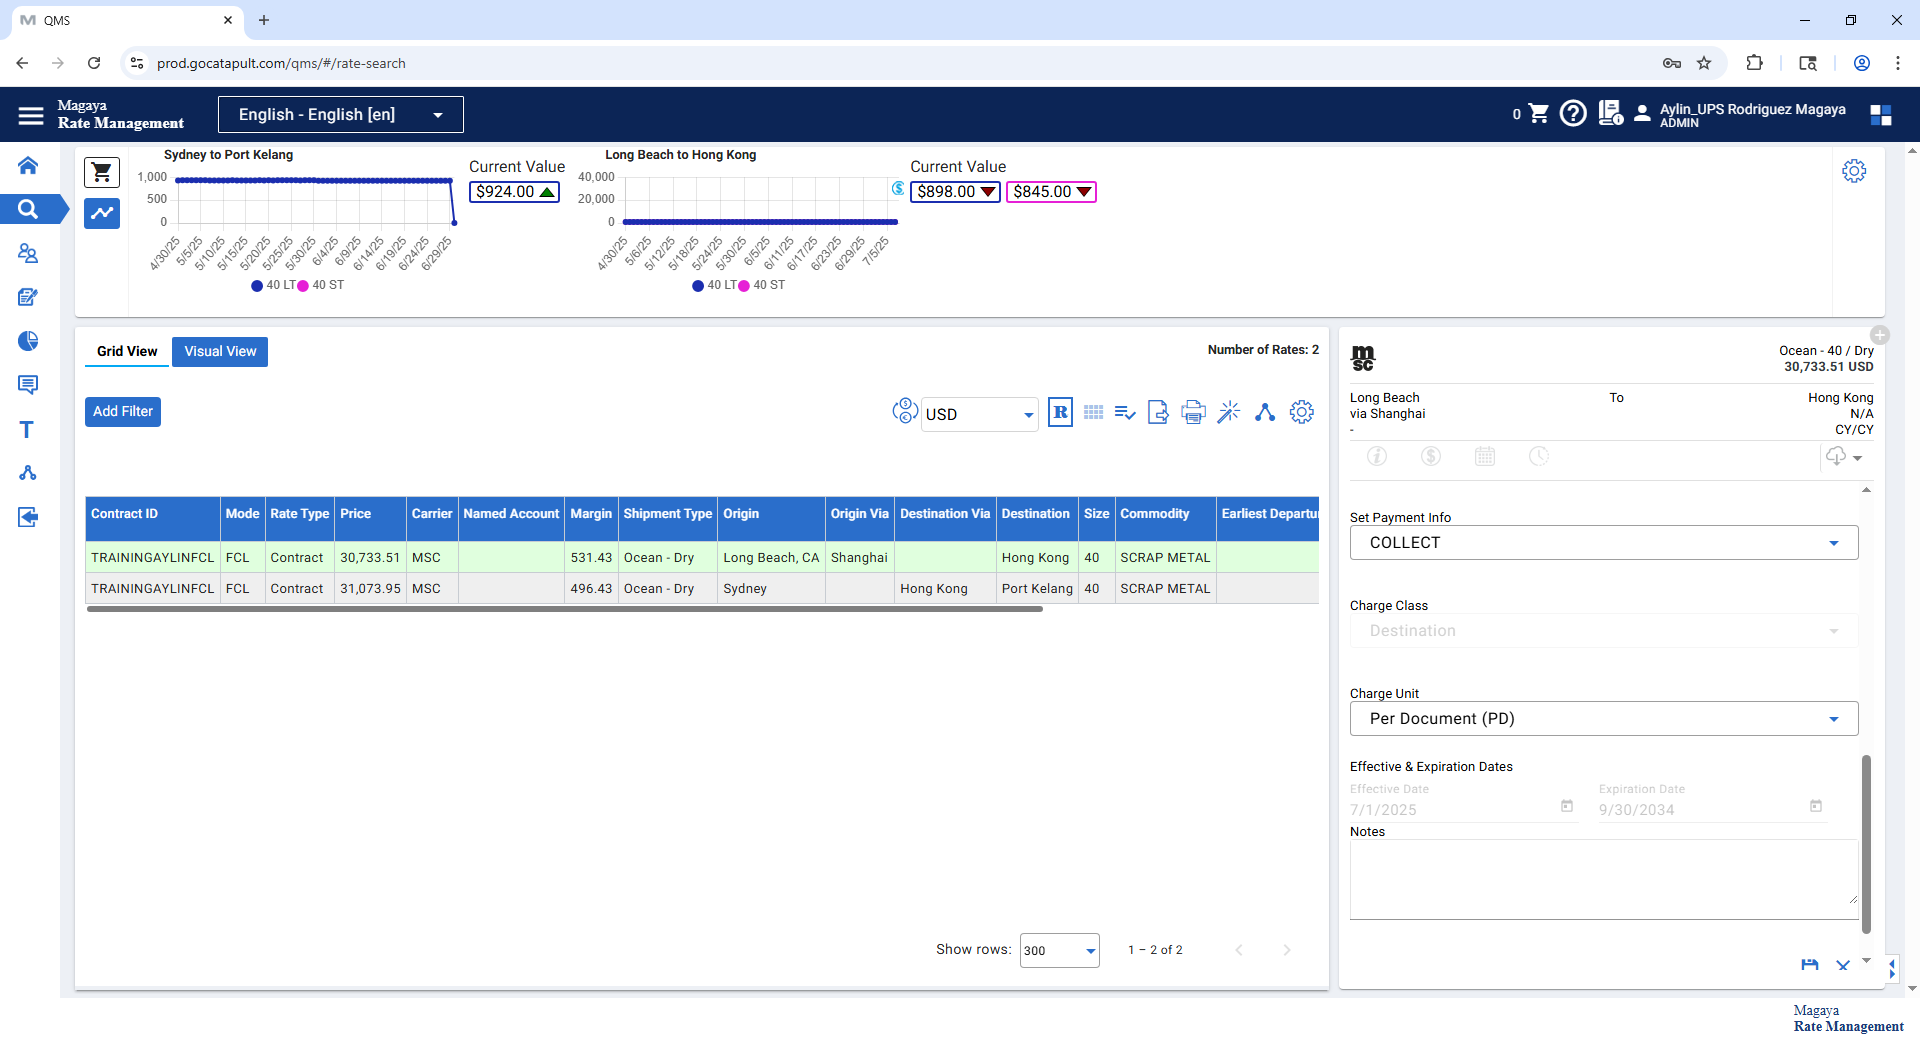 QMS
prod.gocatapult.com/qms/#/rate-search
Magaya
Rate Management
English - English [en]
0
Aylin_UPS Rodriguez Magaya
ADMIN
Sydney to Port Kelang
1,000
500
0
4/30/25
5/5/25
5/10/25
5/15/25
5/20/25
5/25/25
5/30/25
6/4/25
6/9/25
6/14/25
6/19/25
6/24/25
6/29/25
40 LT
40 ST
Current Value
$924.00
Long Beach to Hong Kong
40,000
20,000
0
4/30/25
5/6/25
5/12/25
5/18/25
5/24/25
5/30/25
6/5/25
6/11/25
6/17/25
6/23/25
6/29/25
7/5/25
40 LT
40 ST
Current Value
$898.00
$845.00
Grid View
Visual View
Number of Rates: 2
Add Filter
USD
R
Contract ID Mode Rate Type Price Carrier Named Account Margin Shipment Type Origin Origin Via Destination Via Destination Size Commodity Earliest Departu
TRAININGAYLINFCL FCL Contract 30,733.51 MSC 531.43 Ocean - Dry Long Beach, CA Shanghai Hong Kong 40 SCRAP METAL
TRAININGAYLINFCL FCL Contract 31,073.95 MSC 496.43 Ocean - Dry Sydney Hong Kong Port Kelang 40 SCRAP METAL
Show rows: 300 1 – 2 of 2
msc
Ocean - 40 / Dry
30,733.51 USD
Long Beach To Hong Kong
via Shanghai N/A
- CY/CY
Set Payment Info
COLLECT
Charge Class
Destination
Charge Unit
Per Document (PD)
Effective & Expiration Dates
Effective Date Expiration Date
7/1/2025 9/30/2034
Notes
Magaya
Rate Management